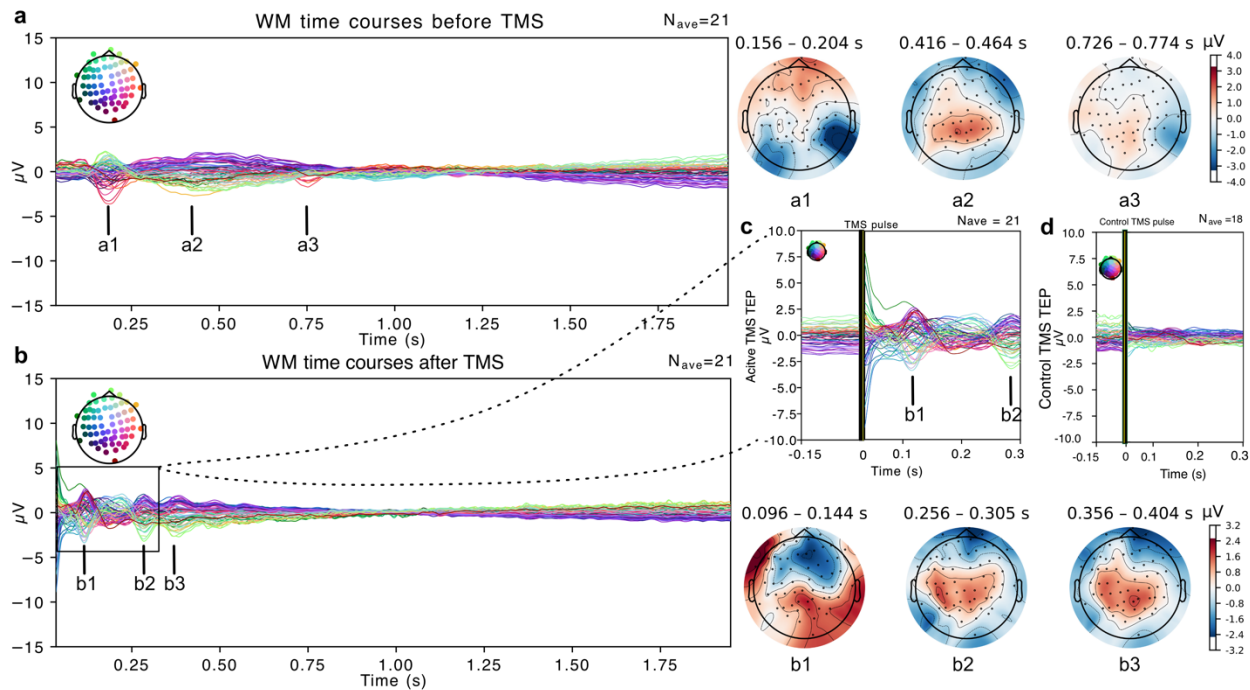 a
WM time courses before TMS
N_ave=21
15
10
5
0
−5
−10
−15
µV
a1
a2
a3
0.25
0.50
0.75
1.00
1.25
1.50
1.75
Time (s)
0.156 – 0.204 s
0.416 – 0.464 s
0.726 – 0.774 s
µV
4.0
3.0
2.0
1.0
0.0
-1.0
-2.0
-3.0
-4.0
a1
a2
a3
b
WM time courses after TMS
N_ave=21
15
10
5
0
−5
−10
−15
µV
b1
b2
b3
0.25
0.50
0.75
1.00
1.25
1.50
1.75
Time (s)
c
TMS pulse
Nave = 21
10.0
7.5
5.0
2.5
0.0
-2.5
-5.0
-7.5
-10.0
Acitve TMS TEP
µV
b1
b2
-0.15
0
0.1
0.2
0.3
Time (s)
d
Control TMS pulse
N_ave =18
10.0
7.5
5.0
2.5
0.0
-2.5
-5.0
-7.5
-10.0
Control TMS TEP
µV
-0.15
0
0.1
0.2
0.3
Time (s)
0.096 – 0.144 s
0.256 – 0.305 s
0.356 – 0.404 s
µV
3.2
2.4
1.6
0.8
0.0
-0.8
-1.6
-2.4
-3.2
b1
b2
b3